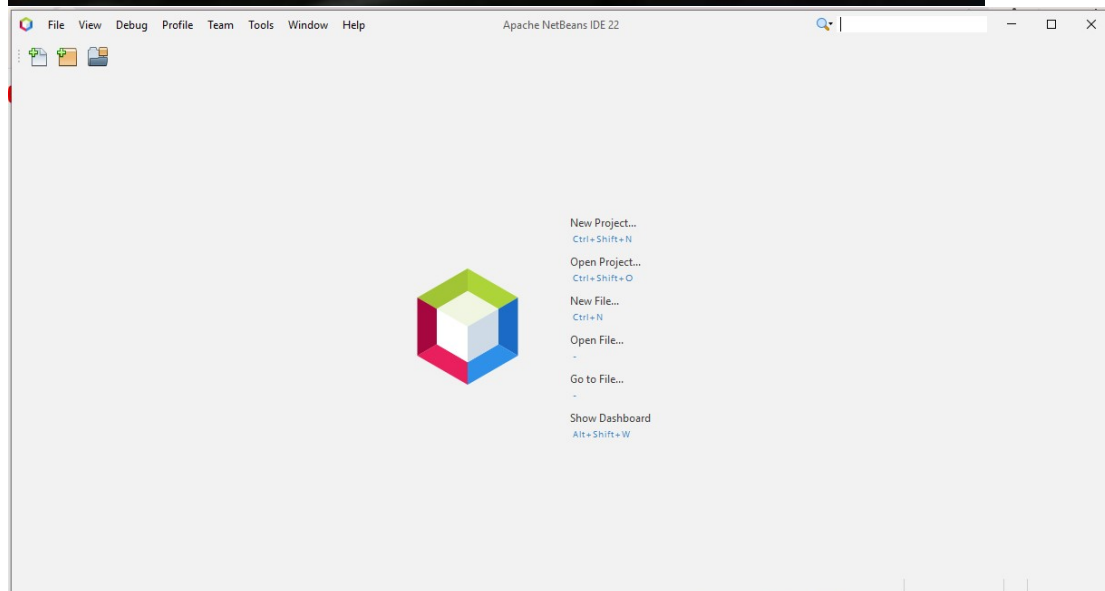 File View Debug Profile Team Tools Window Help Apache NetBeans IDE 22
New Project...
Ctrl+Shift+N
Open Project...
Ctrl+Shift+O
New File...
Ctrl+N
Open File...
-
Go to File...
-
Show Dashboard
Alt+Shift+W